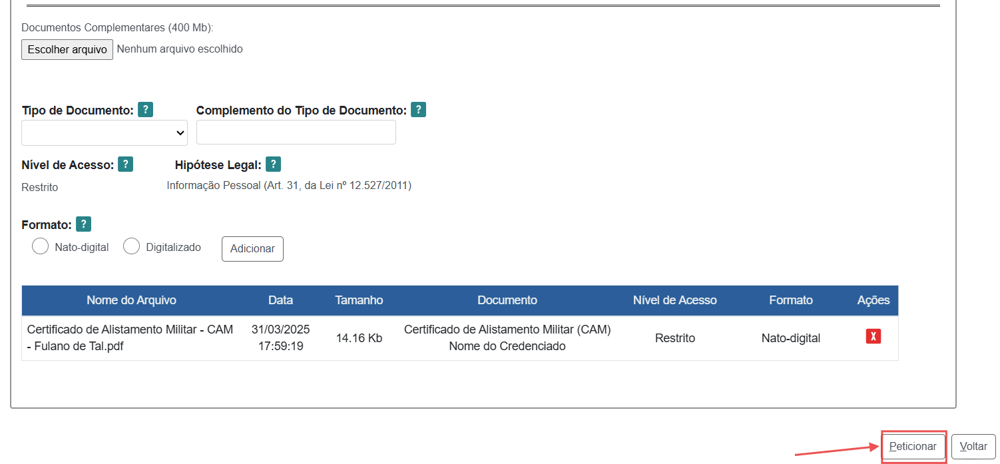 Documentos Complementares (400 Mb):
Escolher arquivo Nenhum arquivo escolhido
Tipo de Documento: ? Complemento do Tipo de Documento: ?
Nível de Acesso: ? Hipótese Legal: ?
Restrito Informação Pessoal (Art. 31, da Lei nº 12.527/2011)
Formato: ?
Nato-digital Digitalizado Adicionar
Nome do Arquivo Data Tamanho Documento Nível de Acesso Formato Ações
Certificado de Alistamento Militar - CAM 31/03/2025 Certificado de Alistamento Militar (CAM)
14.16 Kb Restrito Nato-digital X
- Fulano de Tal.pdf 17:59:19 Nome do Credenciado
Peticionar Voltar